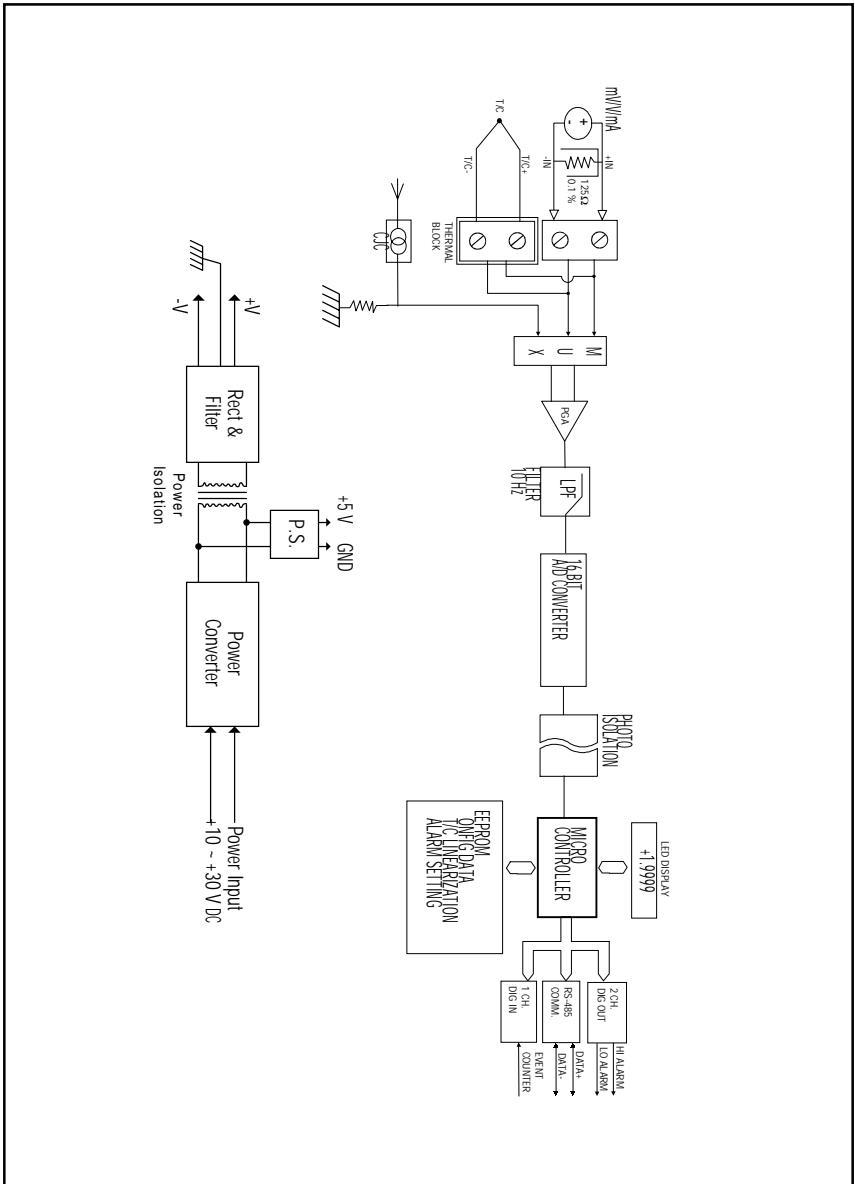 mV/V/mA
+
-
+IN
-IN
125Ω
0.1 %
T/C
T/C+
T/C-
THERMAL
BLOCK
CJC
M
U
X
PGA
LPF
FILTER
10 HZ
16 BIT
A/D CONVERTER
PHOTO
ISOLATION
LED DISPLAY
+1.9999
MICRO
CONTROLLER
EEPROM
ONFIG DATA
T/C LINEARIZATION
ALARM SETTING
2 CH.
DIG OUT
HI ALARM
LO ALARM
RS-485
COMM.
DATA+
DATA-
1 CH.
DIG IN
EVENT
COUNTER
+V
-V
Rect &
Filter
Power
Isolation
+5 V
GND
P.S.
Power
Converter
Power Input
+10 ~ +30 V DC